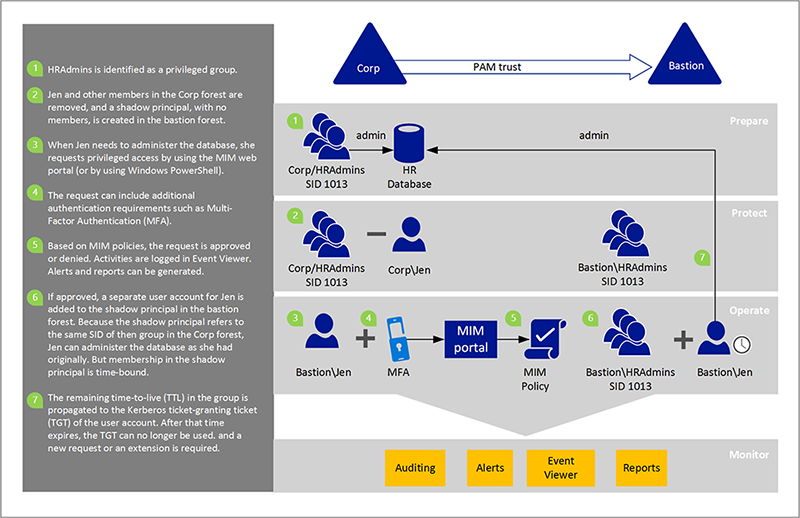 1 HRAdmins is identified as a privileged group.
2 Jen and other members in the Corp forest are
removed, and a shadow principal, with no
members, is created in the bastion forest.
3 When Jen needs to administer the database, she
requests privileged access by using the MIM web
portal (or by using Windows PowerShell).
4 The request can include additional
authentication requirements such as Multi-
Factor Authentication (MFA).
5 Based on MIM policies, the request is approved
or denied. Activities are logged in Event Viewer.
Alerts and reports can be generated.
6 If approved, a separate user account for Jen is
added to the shadow principal in the bastion
forest. Because the shadow principal refers to
the same SID of then group in the Corp forest,
Jen can administer the database as she had
originally. But membership in the shadow
principal is time-bound.
7 The remaining time-to-live (TTL) in the group is
propagated to the Kerberos ticket-granting ticket
(TGT) of the user account. After that time
expires, the TGT can no longer be used. and a
new request or an extension is required.
Corp
PAM trust
Bastion
Prepare
1
admin
admin
Corp/HRAdmins
SID 1013
HR
Database
Protect
2
Corp/HRAdmins
SID 1013
Corp\Jen
Bastion\HRAdmins
SID 1013
7
Operate
3
4
5
6
MIM
portal
Bastion\Jen
MFA
MIM
Policy
Bastion\HRAdmins
SID 1013
Bastion\Jen
Monitor
Auditing
Alerts
Event
Viewer
Reports